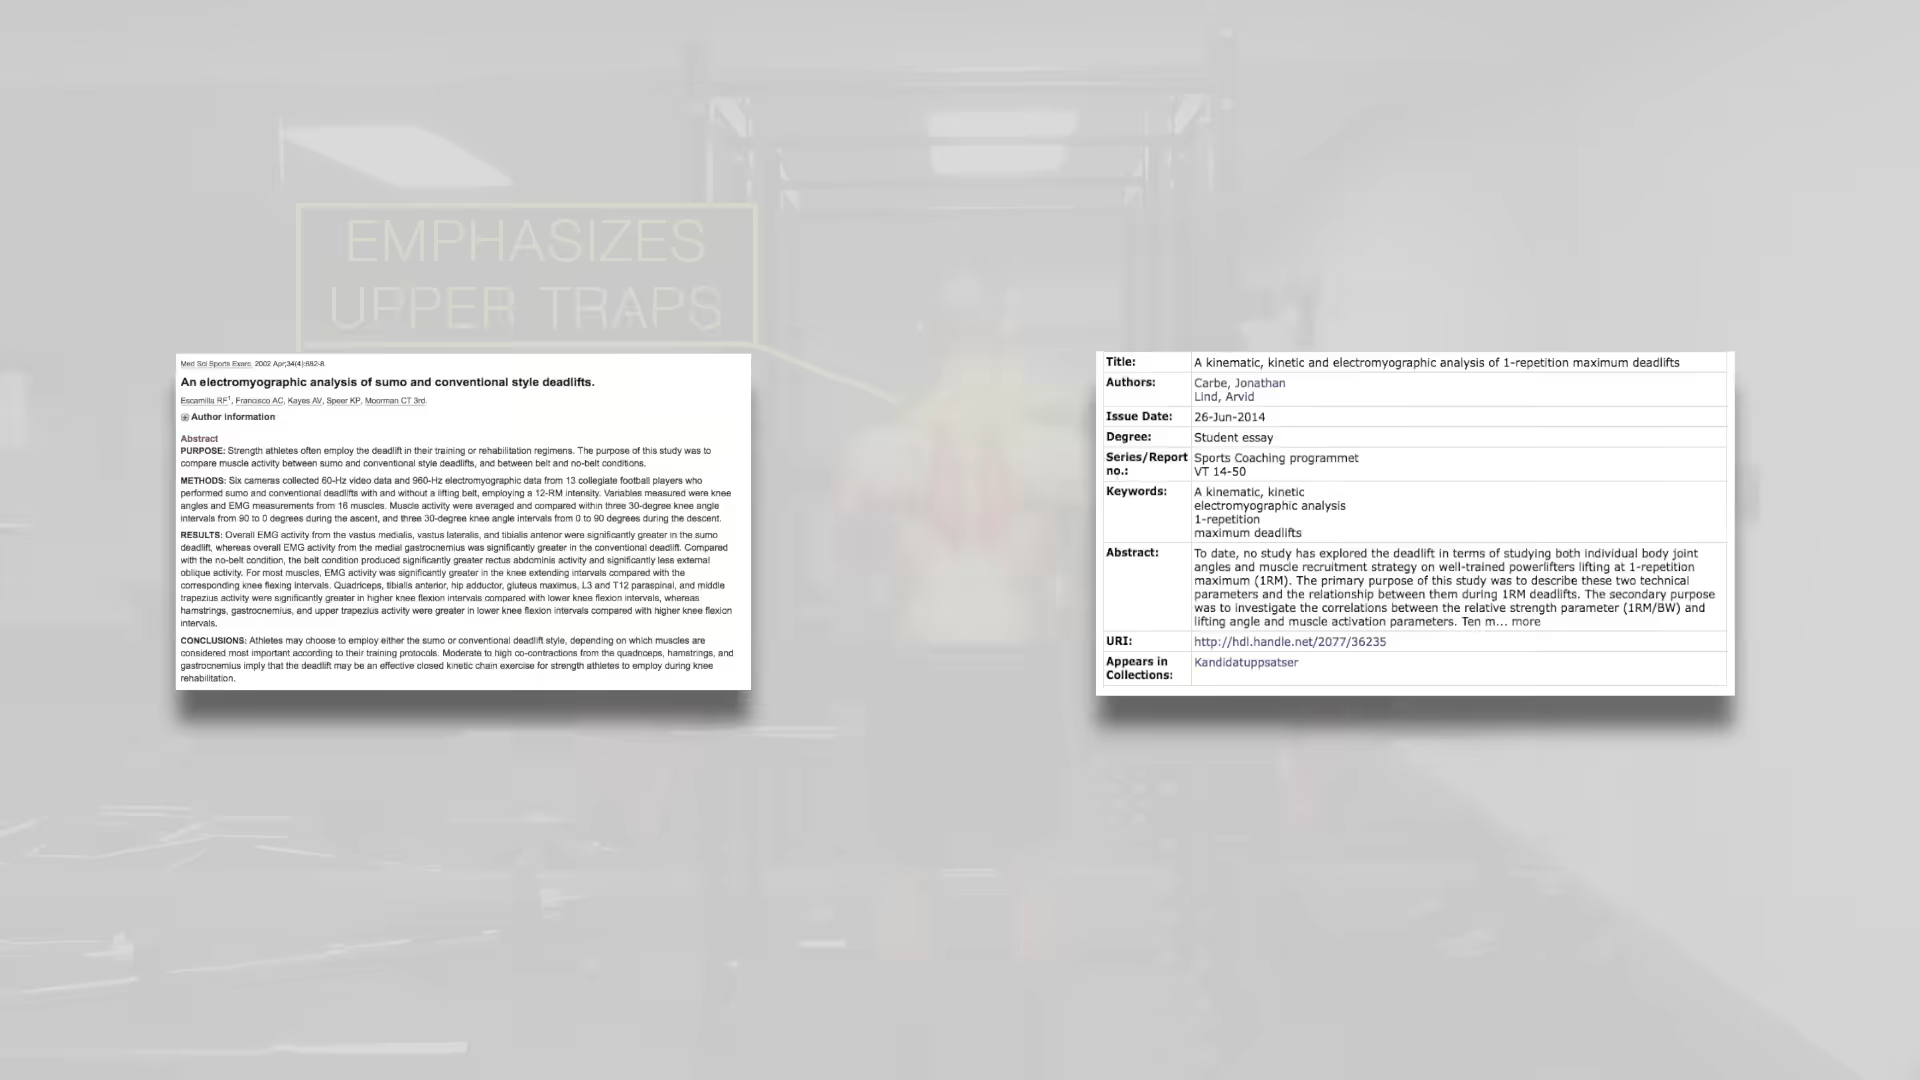 EMPHASIZES
UPPER TRAPS
Med Sci Sports Exerc. 2002 Apr;34(4):682-8.
An electromyographic analysis of sumo and conventional style deadlifts.
Escamilla RF1, Francisco AC, Kayes AV, Speer KP, Moorman CT 3rd.
Author information
Abstract
PURPOSE: Strength athletes often employ the deadlift in their training or rehabilitation regimens. The purpose of this study was to
compare muscle activity between sumo and conventional style deadlifts, and between belt and no-belt conditions.
METHODS: Six cameras collected 60-Hz video data and 960-Hz electromyographic data from 13 collegiate football players who
performed sumo and conventional deadlifts with and without a lifting belt, employing a 12-RM intensity. Variables measured were knee
angles and EMG measurements from 16 muscles. Muscle activity were averaged and compared within three 30-degree knee angle
intervals from 90 to 0 degrees during the ascent, and three 30-degree knee angle intervals from 0 to 90 degrees during the descent.
RESULTS: Overall EMG activity from the vastus medialis, vastus lateralis, and tibialis anterior were significantly greater in the sumo
deadlift, whereas overall EMG activity from the medial gastrocnemius was significantly greater in the conventional deadlift. Compared
with the no-belt condition, the belt condition produced significantly greater rectus abdominis activity and significantly less external
oblique activity. For most muscles, EMG activity was significantly greater in the knee extending intervals compared with the
corresponding knee flexing intervals. Quadriceps, tibialis anterior, hip adductor, gluteus maximus, L3 and T12 paraspinal, and middle
trapezius activity were significantly greater in higher knee flexion intervals compared with lower knee flexion intervals, whereas
hamstrings, gastrocnemius, and upper trapezius activity were greater in lower knee flexion intervals compared with higher knee flexion
intervals.
CONCLUSIONS: Athletes may choose to employ either the sumo or conventional deadlift style, depending on which muscles are
considered most important according to their training protocols. Moderate to high co-contractions from the quadriceps, hamstrings, and
gastrocnemius imply that the deadlift may be an effective closed kinetic chain exercise for strength athletes to employ during knee
rehabilitation.
Title: A kinematic, kinetic and electromyographic analysis of 1-repetition maximum deadlifts
Authors: Carbe, Jonathan
Lind, Arvid
Issue Date: 26-Jun-2014
Degree: Student essay
Series/Report Sports Coaching programmet
no.: VT 14-50
Keywords: A kinematic, kinetic
electromyographic analysis
1-repetition
maximum deadlifts
Abstract: To date, no study has explored the deadlift in terms of studying both individual body joint
angles and muscle recruitment strategy on well-trained powerlifters lifting at 1-repetition
maximum (1RM). The primary purpose of this study was to describe these two technical
parameters and the relationship between them during 1RM deadlifts. The secondary purpose
was to investigate the correlations between the relative strength parameter (1RM/BW) and
lifting angle and muscle activation parameters. Ten m... more
URI: http://hdl.handle.net/2077/36235
Appears in Kandidatuppsatser
Collections: